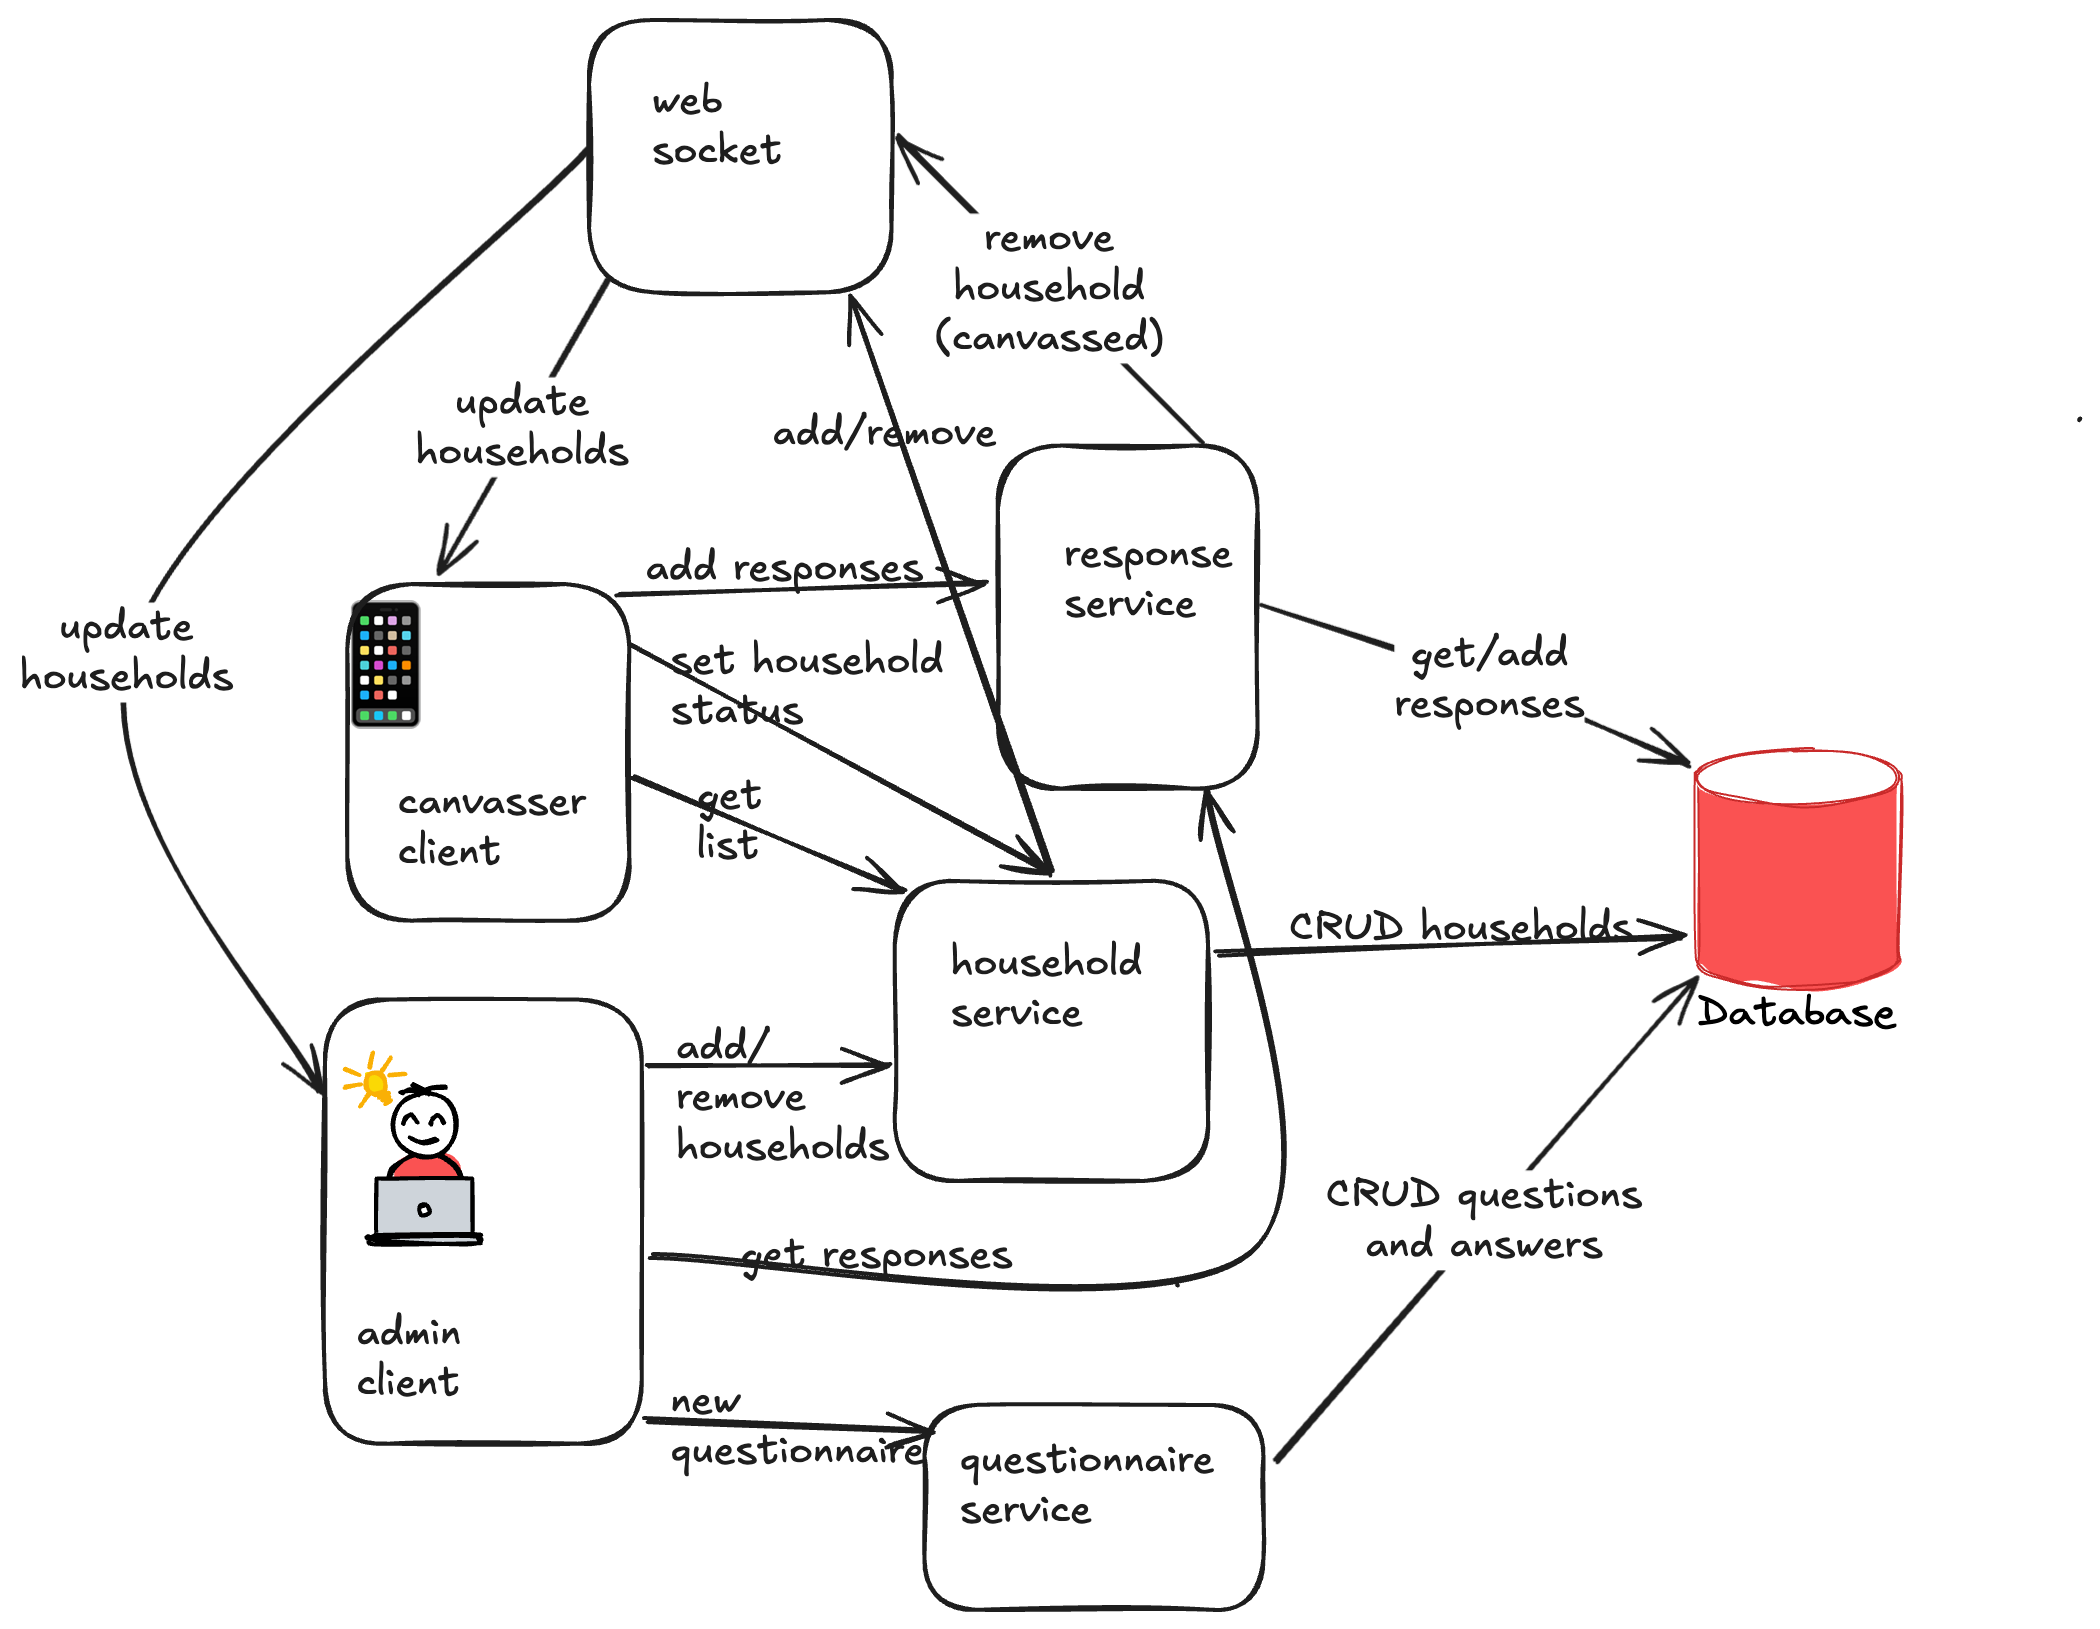 web
socket
remove
household
(canvassed)
update
households
add/remove
add responses
response
service
update
households
set household
status
get/add
responses
get
list
canvasser
client
CRUD households
household
service
Database
add/
remove
households
CRUD questions
and answers
get responses
admin
client
new
questionnaire
questionnaire
service